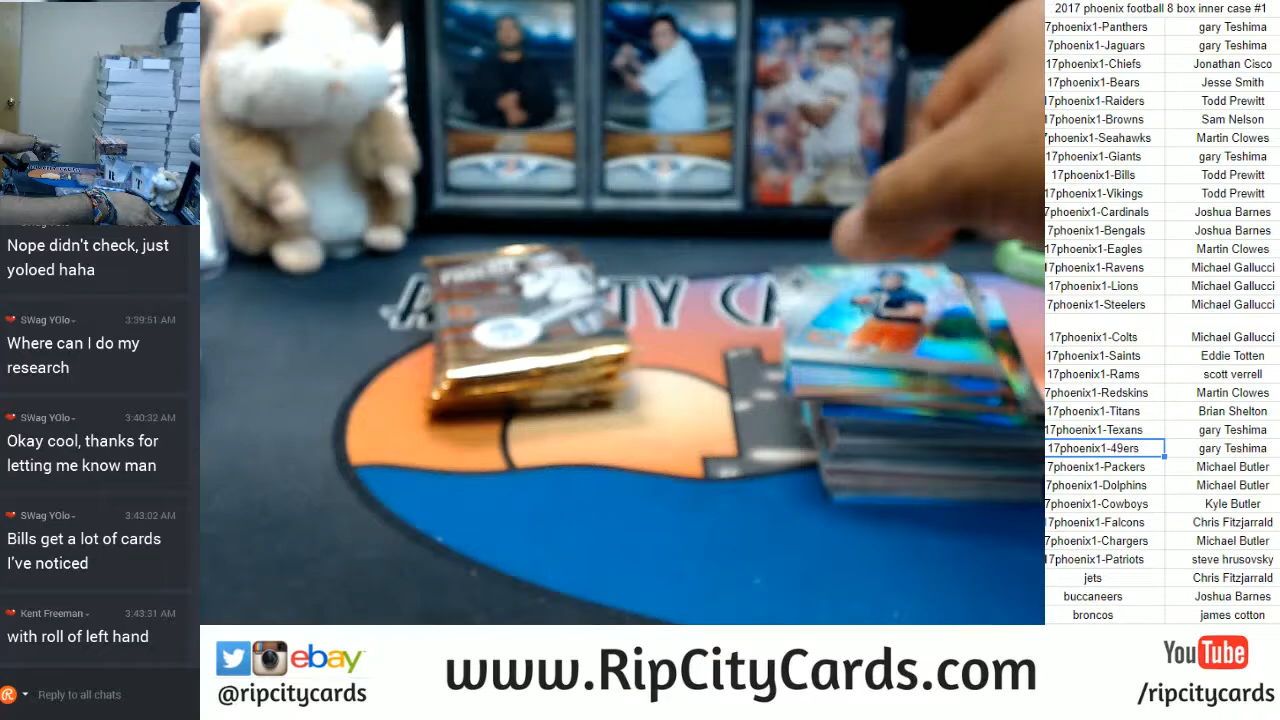 Nope didn't check, just
yoloed haha
SWag YOlo 3:39:51 AM
Where can I do my
research
SWag YOlo 3:40:32 AM
Okay cool, thanks for
letting me know man
SWag YOlo 3:43:02 AM
Bills get a lot of cards
I've noticed
Kent Freeman 3:43:31 AM
with roll of left hand
Reply to all chats
2017 phoenix football 8 box inner case #1
7phoenix1-Panthers gary Teshima
7phoenix1-Jaguars gary Teshima
17phoenix1-Chiefs Jonathan Cisco
17phoenix1-Bears Jesse Smith
17phoenix1-Raiders Todd Prewitt
7phoenix1-Browns Sam Nelson
7phoenix1-Seahawks Martin Clowes
17phoenix1-Giants gary Teshima
17phoenix1-Bills Todd Prewitt
17phoenix1-Vikings Todd Prewitt
7phoenix1-Cardinals Joshua Barnes
7phoenix1-Bengals Joshua Barnes
17phoenix1-Eagles Martin Clowes
17phoenix1-Ravens Michael Gallucci
17phoenix1-Lions Michael Gallucci
7phoenix1-Steelers Michael Gallucci
17phoenix1-Colts Michael Gallucci
17phoenix1-Saints Eddie Totten
17phoenix1-Rams scott verrell
7phoenix1-Redskins Martin Clowes
17phoenix1-Titans Brian Shelton
17phoenix1-Texans gary Teshima
17phoenix1-49ers gary Teshima
7phoenix1-Packers Michael Butler
7phoenix1-Dolphins Michael Butler
7phoenix1-Cowboys Kyle Butler
17phoenix1-Falcons Chris Fitzjarrald
7phoenix1-Chargers Michael Butler
17phoenix1-Patriots steve hrusovsky
jets Chris Fitzjarrald
buccaneers Joshua Barnes
broncos james cotton
ebay
@ripcitycards
www.RipCityCards.com
YouTube
/ripcitycards